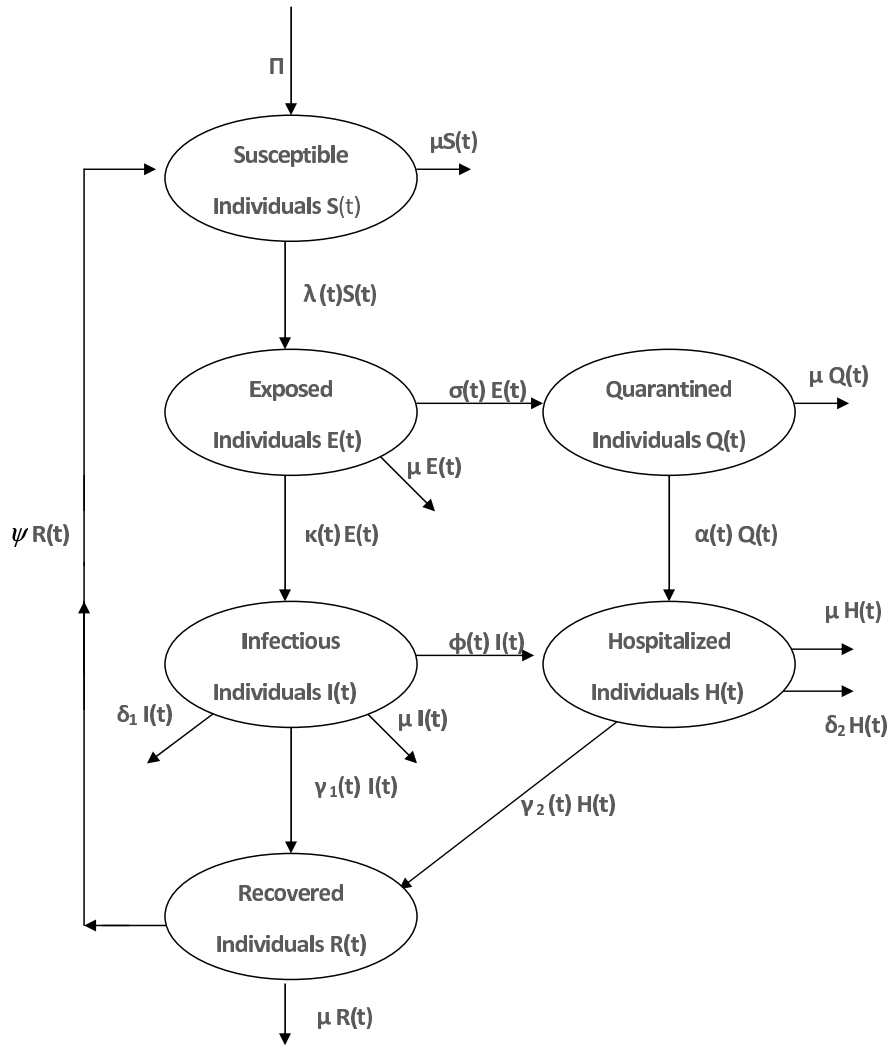 Π
Susceptible
Individuals S(t)
μS(t)
λ (t)S(t)
Exposed
Individuals E(t)
σ(t) E(t)
Quarantined
Individuals Q(t)
μ Q(t)
μ E(t)
ψ R(t)
κ(t) E(t)
α(t) Q(t)
Infectious
Individuals I(t)
ϕ(t) I(t)
Hospitalized
Individuals H(t)
μ H(t)
δ₂ H(t)
δ₁ I(t)
μ I(t)
γ₁(t) I(t)
γ₂ (t) H(t)
Recovered
Individuals R(t)
μ R(t)